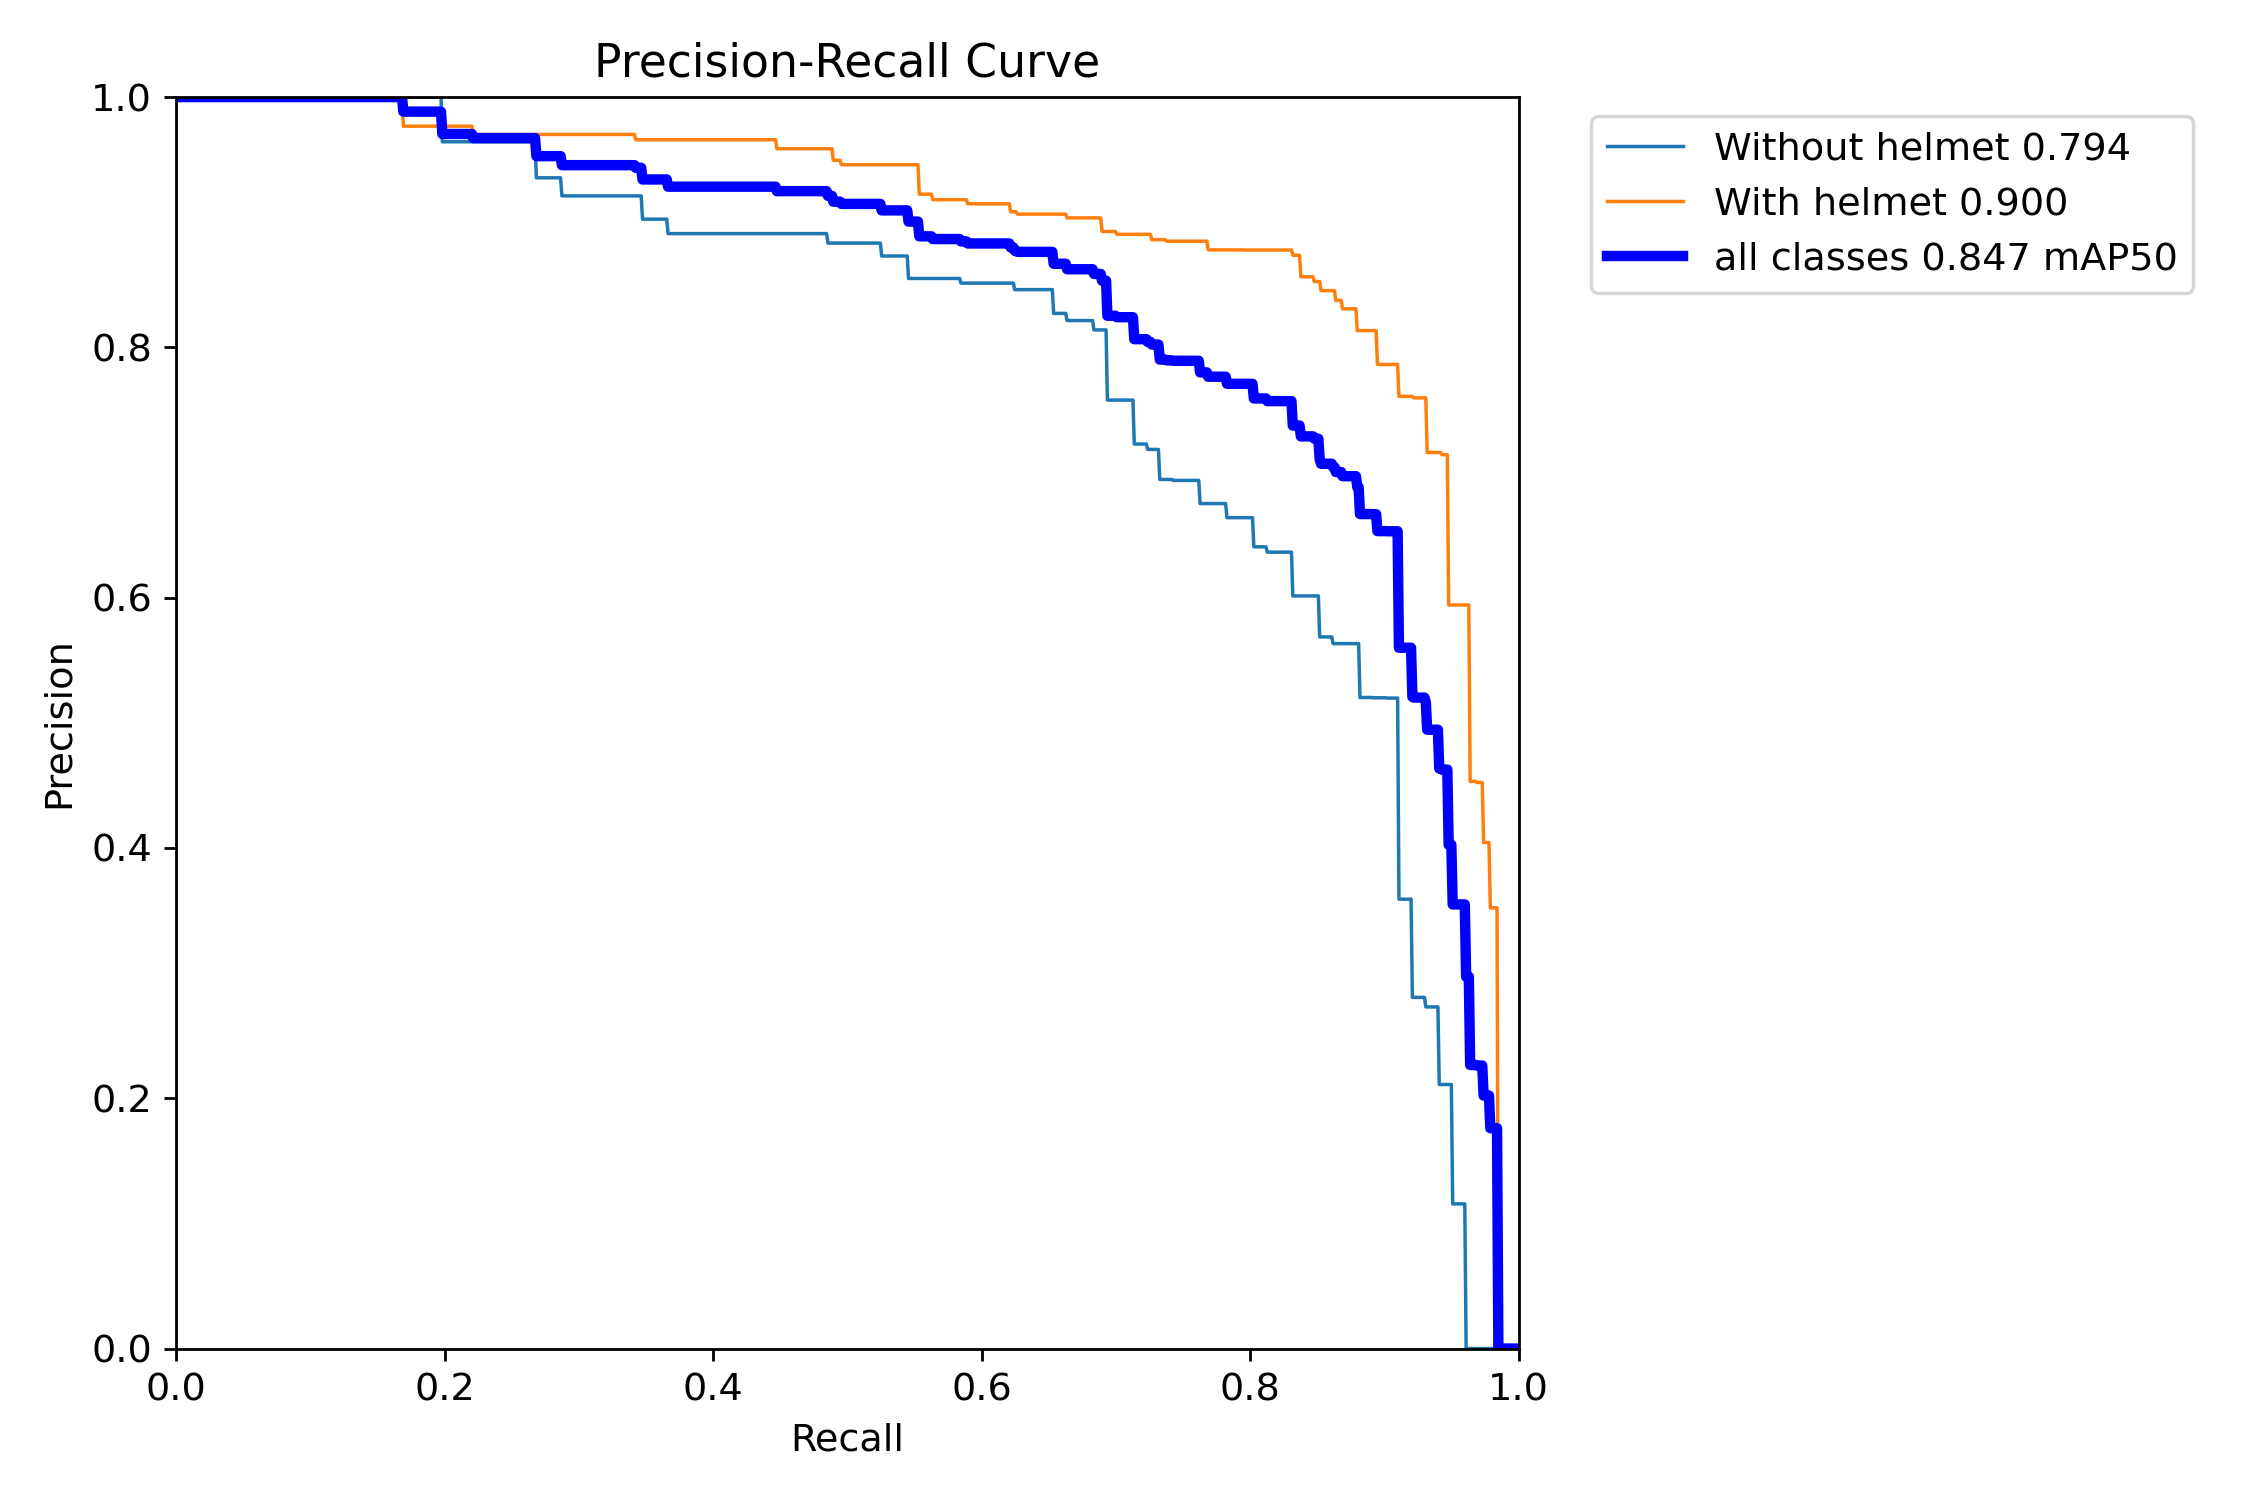 Precision-Recall Curve
1.0
0.8
0.6
0.4
0.2
0.0
Precision
0.0 0.2 0.4 0.6 0.8 1.0
Recall
Without helmet 0.794
With helmet 0.900
all classes 0.847 mAP50